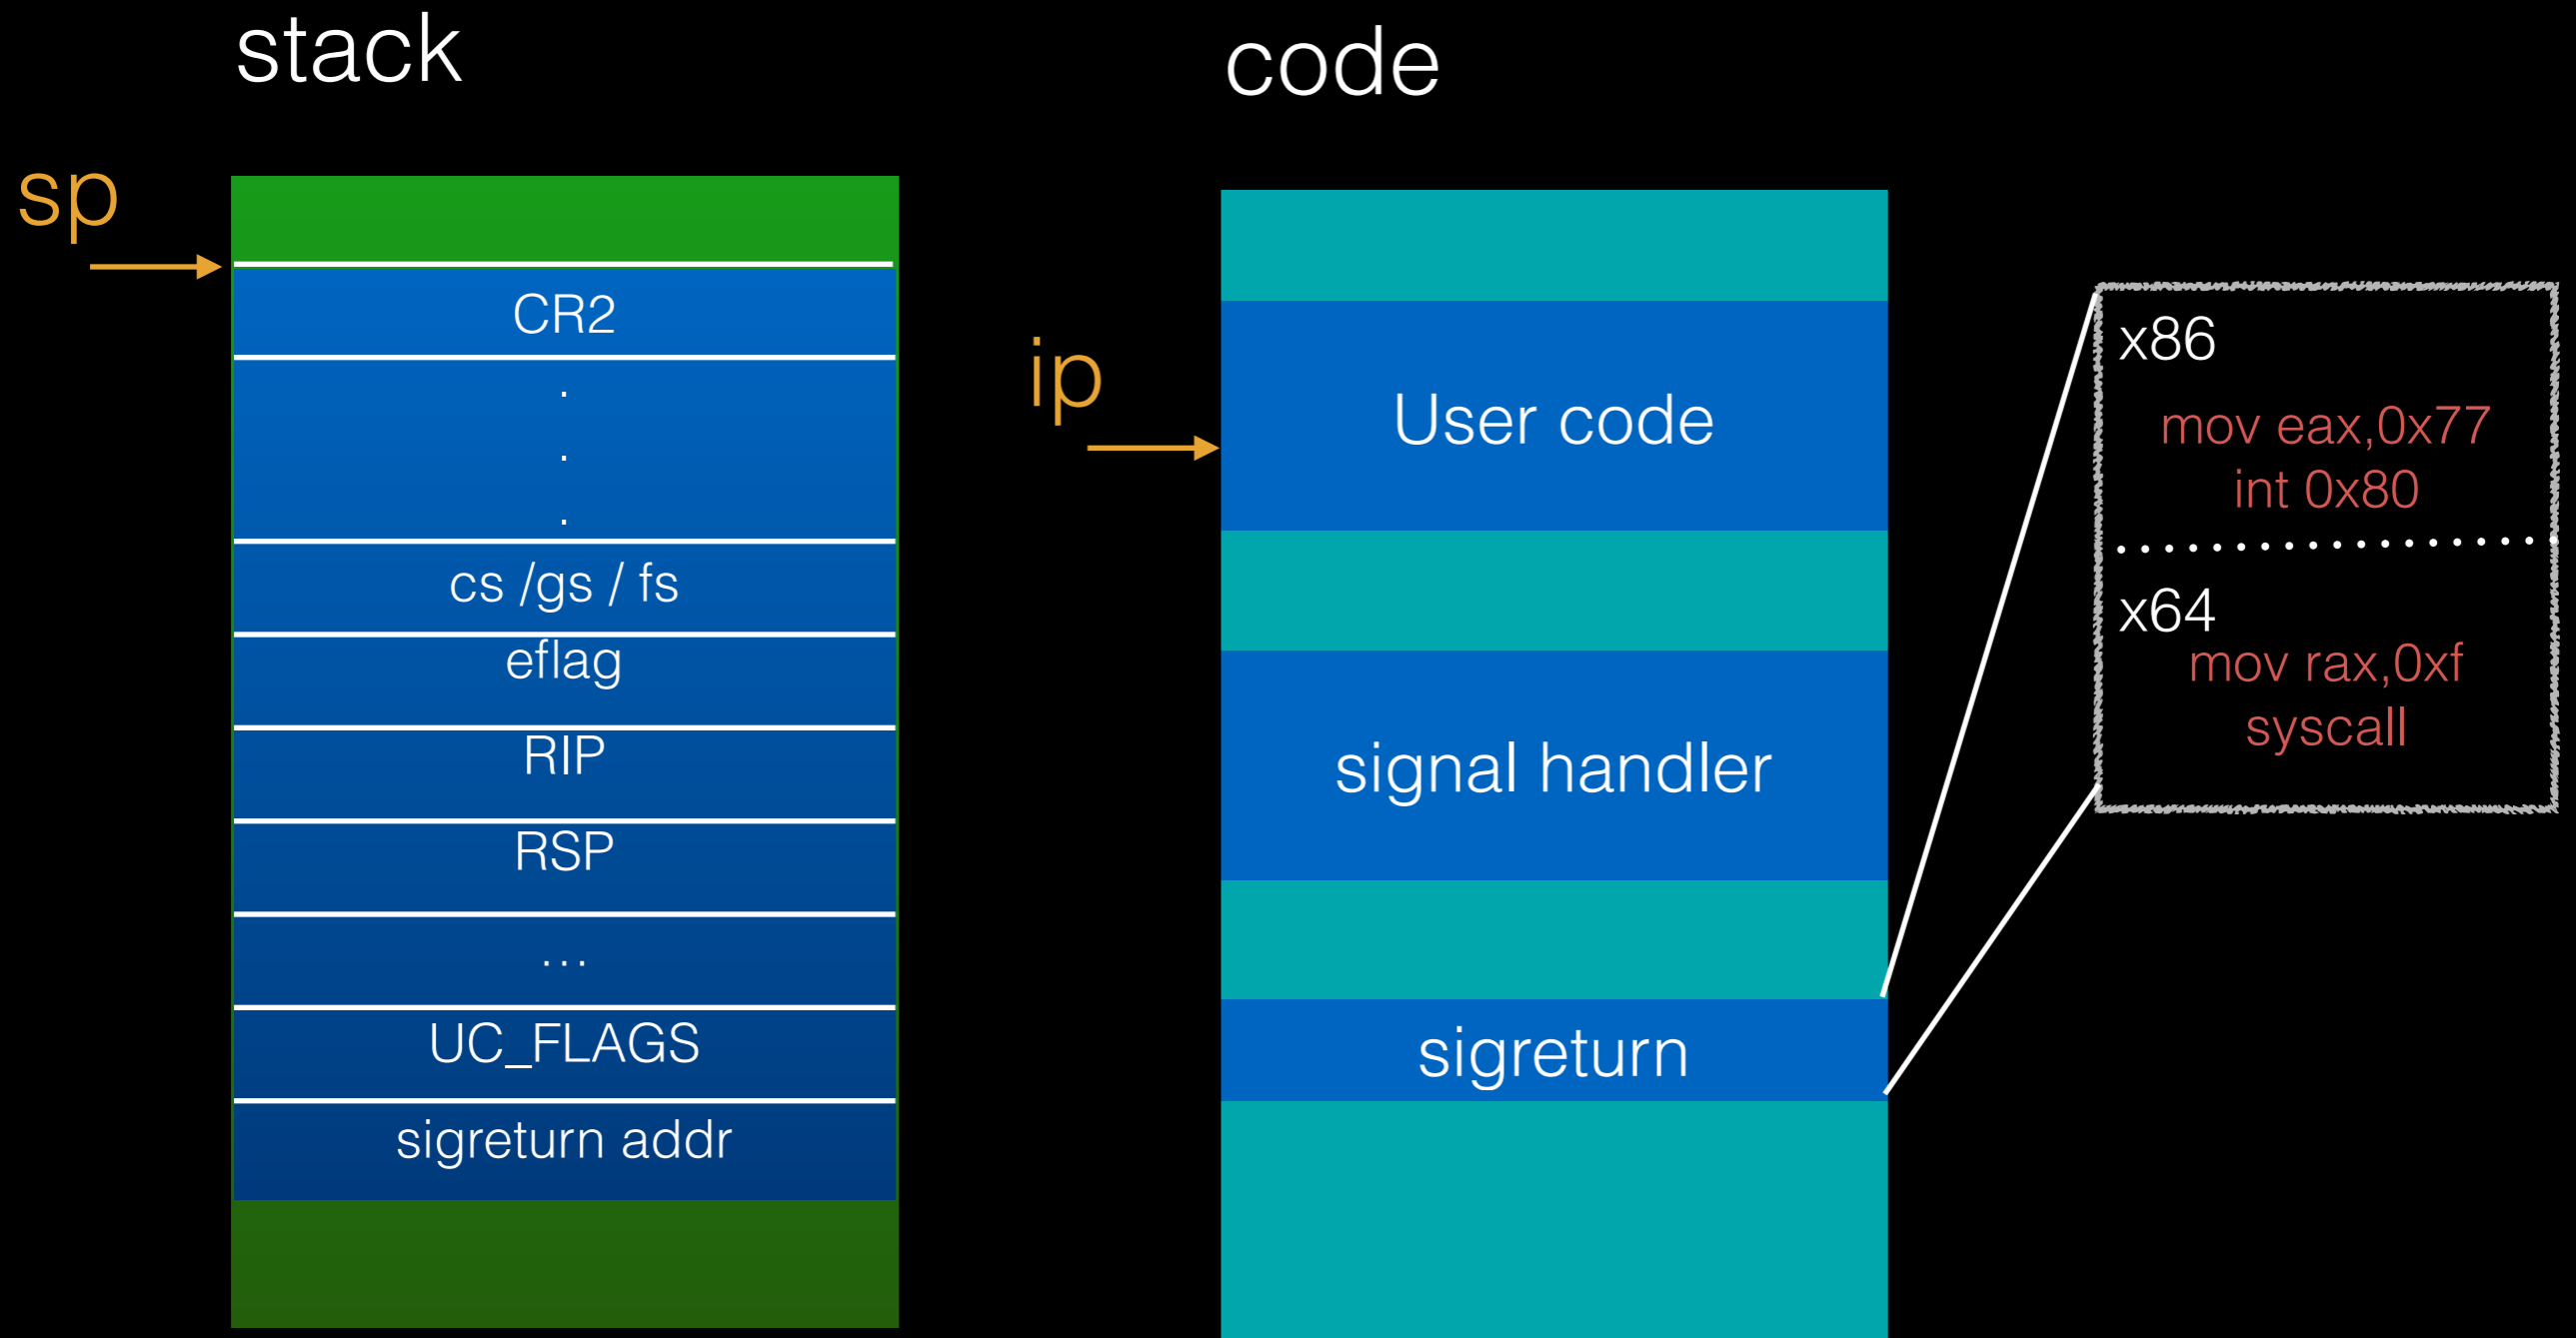 stack
sp
CR2
.
.
.
cs /gs / fs
eflag
RIP
RSP
...
UC_FLAGS
sigreturn addr
code
ip
User code
signal handler
sigreturn
x86
mov eax,0x77
int 0x80
x64
mov rax,0xf
syscall